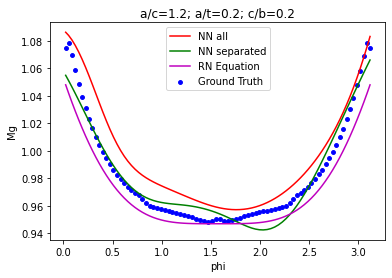 a/c=1.2; a/t=0.2; c/b=0.2
NN all
NN separated
RN Equation
Ground Truth
Mg
1.08
1.06
1.04
1.02
1.00
0.98
0.96
0.94
0.0 0.5 1.0 1.5 2.0 2.5 3.0
phi